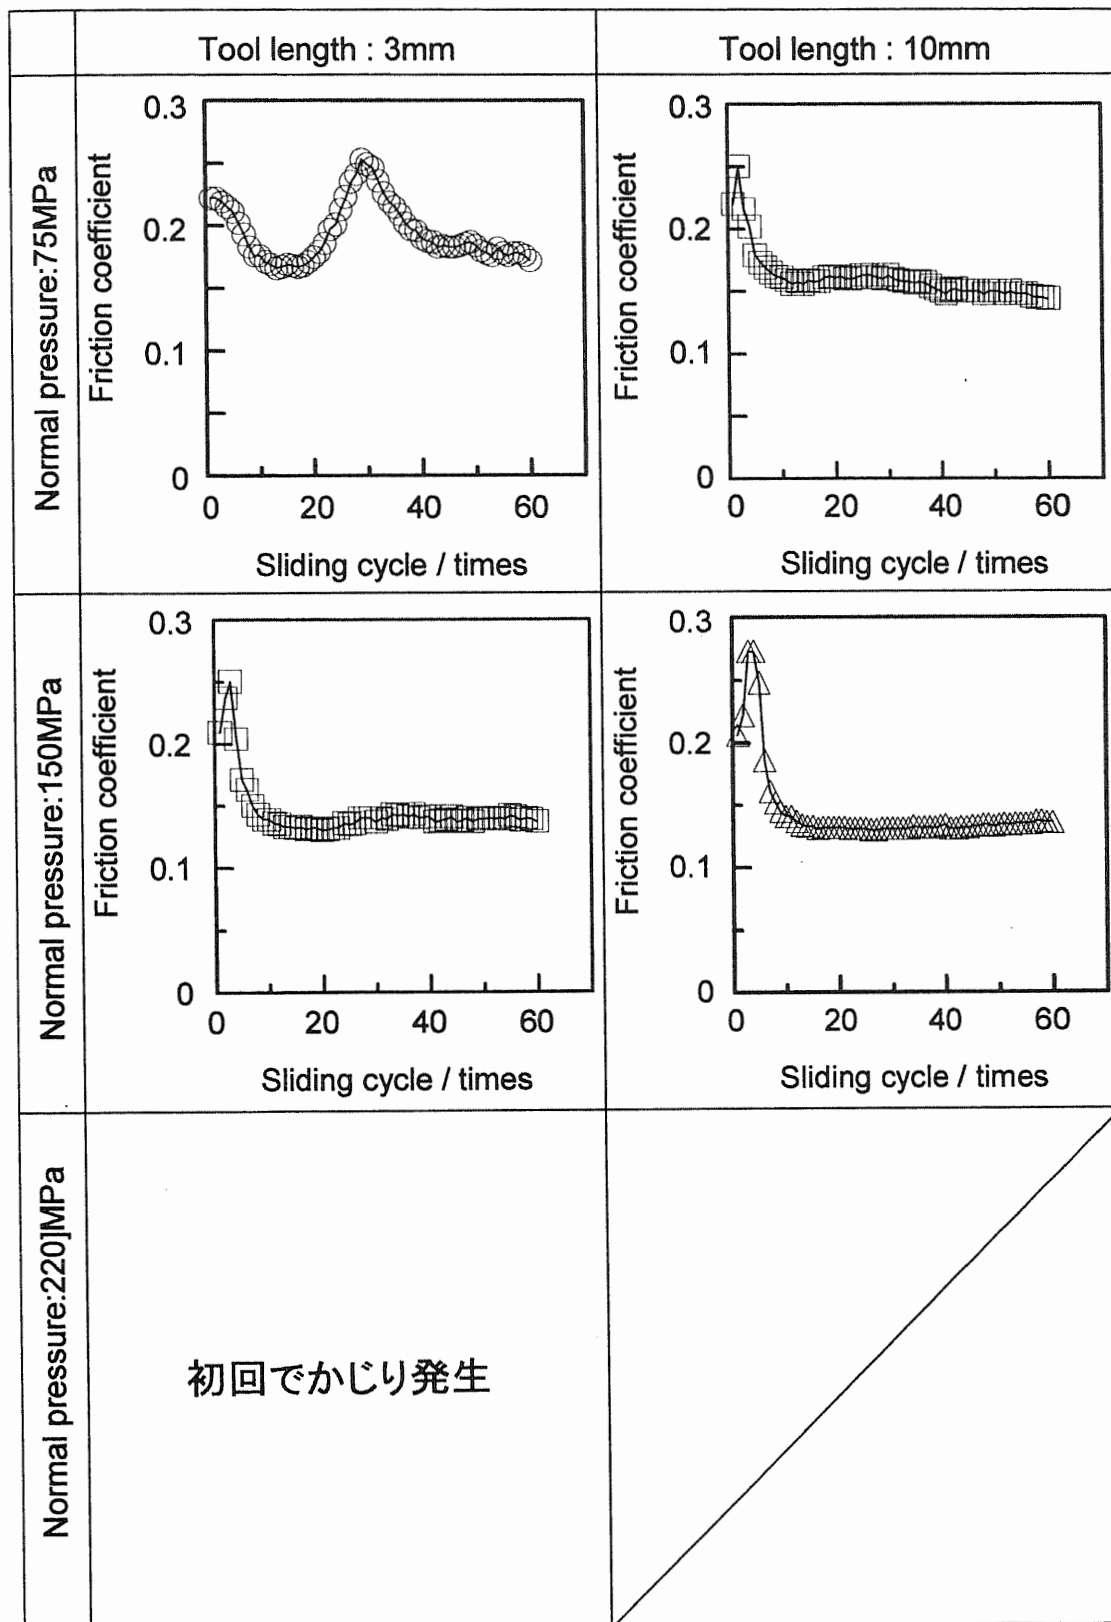 Tool length : 3mm
Tool length : 10mm
Normal pressure:75MPa
Friction coefficient
0.3
0.2
0.1
0
0
20
40
60
Sliding cycle / times
Friction coefficient
0.3
0.2
0.1
0
0
20
40
60
Sliding cycle / times
Normal pressure:150MPa
Friction coefficient
0.3
0.2
0.1
0
0
20
40
60
Sliding cycle / times
Friction coefficient
0.3
0.2
0.1
0
0
20
40
60
Sliding cycle / times
Normal pressure:220]MPa
初回でかじり発生